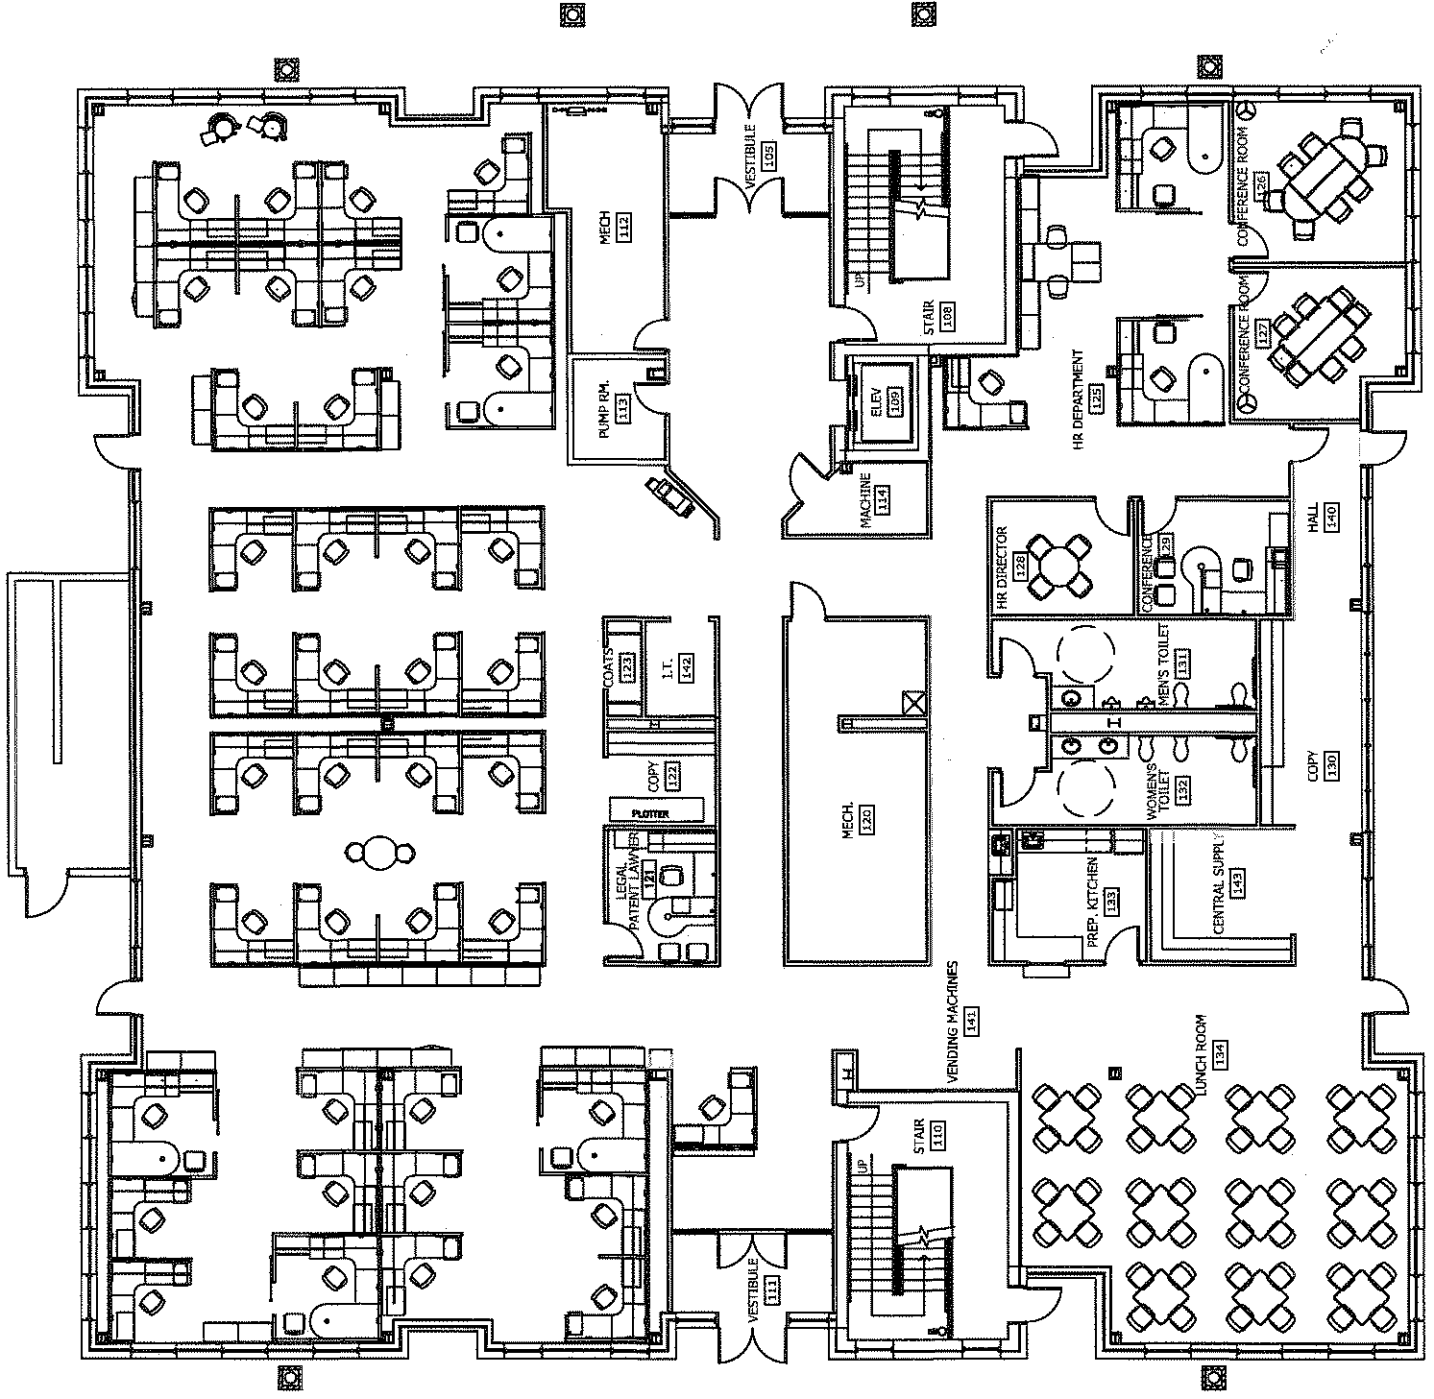 VESTIBULE
105
MECH
112
UP
STAIR
108
CONFERENCE ROOM
126
CONFERENCE ROOM
127
PUMP RM.
113
ELEV
109
HR DEPARTMENT
125
MACHINE
114
HALL
140
HR DIRECTOR
128
CONFERENCE
129
COATS
123
I.T.
142
MEN'S TOILET
131
COPY
122
PLOTTER
MECH.
120
WOMEN'S
TOILET
132
COPY
130
LEGAL
PATENT LAWYER
121
PREP. KITCHEN
133
CENTRAL SUPPLY
143
VENDING MACHINES
141
LUNCH ROOM
134
UP
STAIR
110
VESTIBULE
111